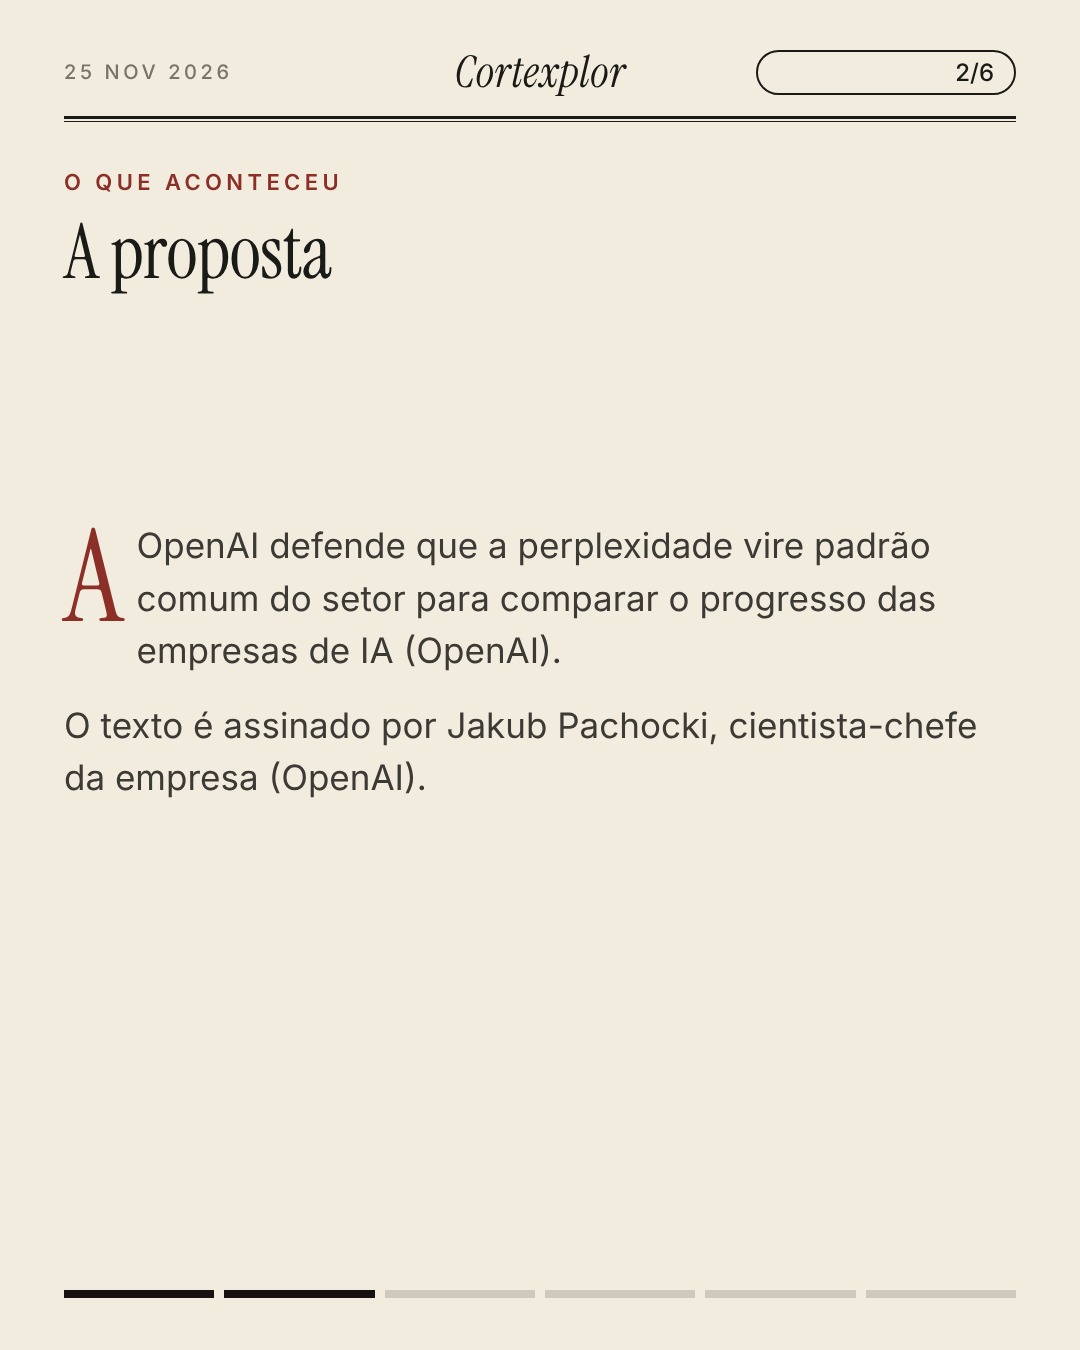 25 NOV 2026
Cortexplor
2/6
O QUE ACONTECEU
A proposta
A OpenAI defende que a perplexidade vire padrão
comum do setor para comparar o progresso das
empresas de IA (OpenAI).
O texto é assinado por Jakub Pachocki, cientista-chefe
da empresa (OpenAI).